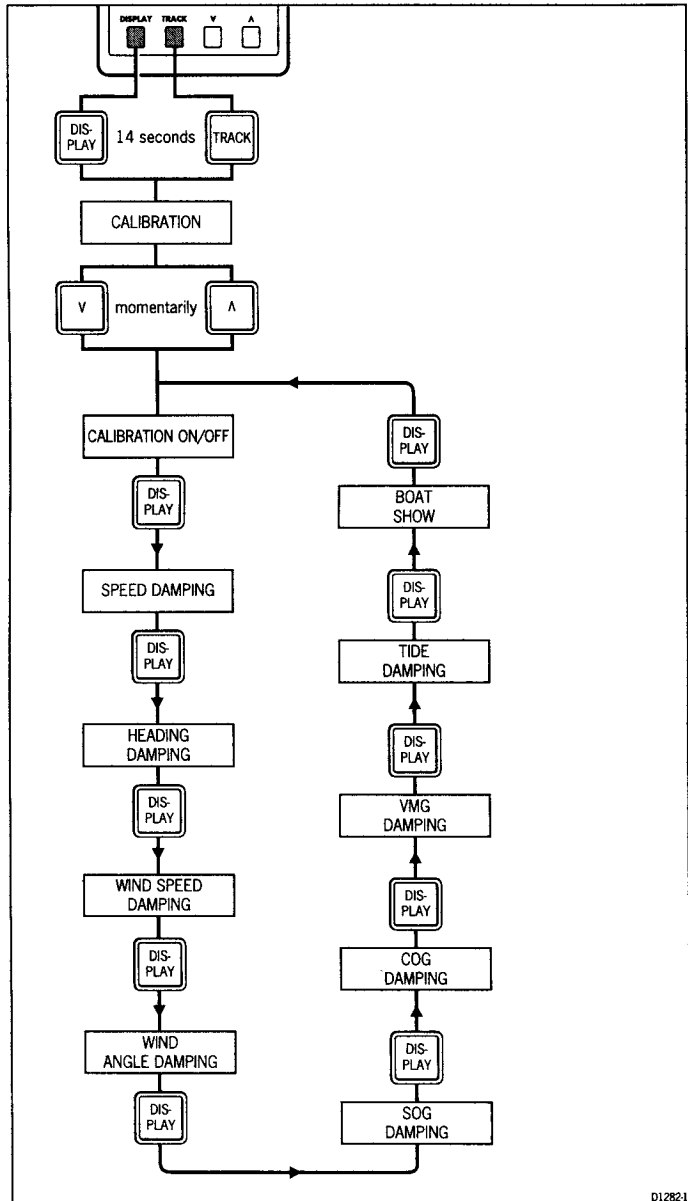 DISPLAY TRACK ∨ ∧
DIS-
PLAY
14 seconds
TRACK
CALIBRATION
∨ momentarily ∧
CALIBRATION ON/OFF
DIS-
PLAY
SPEED DAMPING
DIS-
PLAY
HEADING
DAMPING
DIS-
PLAY
WIND SPEED
DAMPING
DIS-
PLAY
WIND
ANGLE DAMPING
DIS-
PLAY
SOG
DAMPING
DIS-
PLAY
COG
DAMPING
DIS-
PLAY
VMG
DAMPING
DIS-
PLAY
TIDE
DAMPING
DIS-
PLAY
BOAT
SHOW
DIS-
PLAY
D1282-1